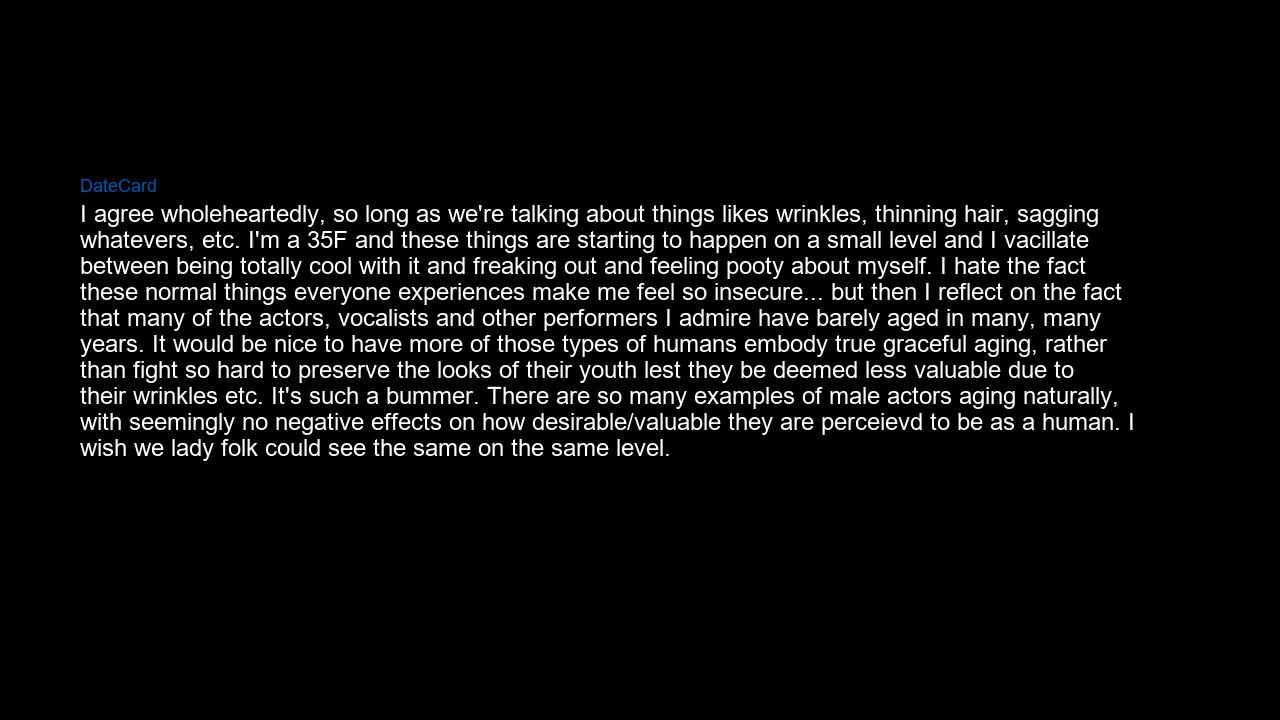 DateCard
I agree wholeheartedly, so long as we're talking about things likes wrinkles, thinning hair, sagging
whatevers, etc. I'm a 35F and these things are starting to happen on a small level and I vacillate
between being totally cool with it and freaking out and feeling pooty about myself. I hate the fact
these normal things everyone experiences make me feel so insecure... but then I reflect on the fact
that many of the actors, vocalists and other performers I admire have barely aged in many, many
years. It would be nice to have more of those types of humans embody true graceful aging, rather
than fight so hard to preserve the looks of their youth lest they be deemed less valuable due to
their wrinkles etc. It's such a bummer. There are so many examples of male actors aging naturally,
with seemingly no negative effects on how desirable/valuable they are perceievd to be as a human. I
wish we lady folk could see the same on the same level.